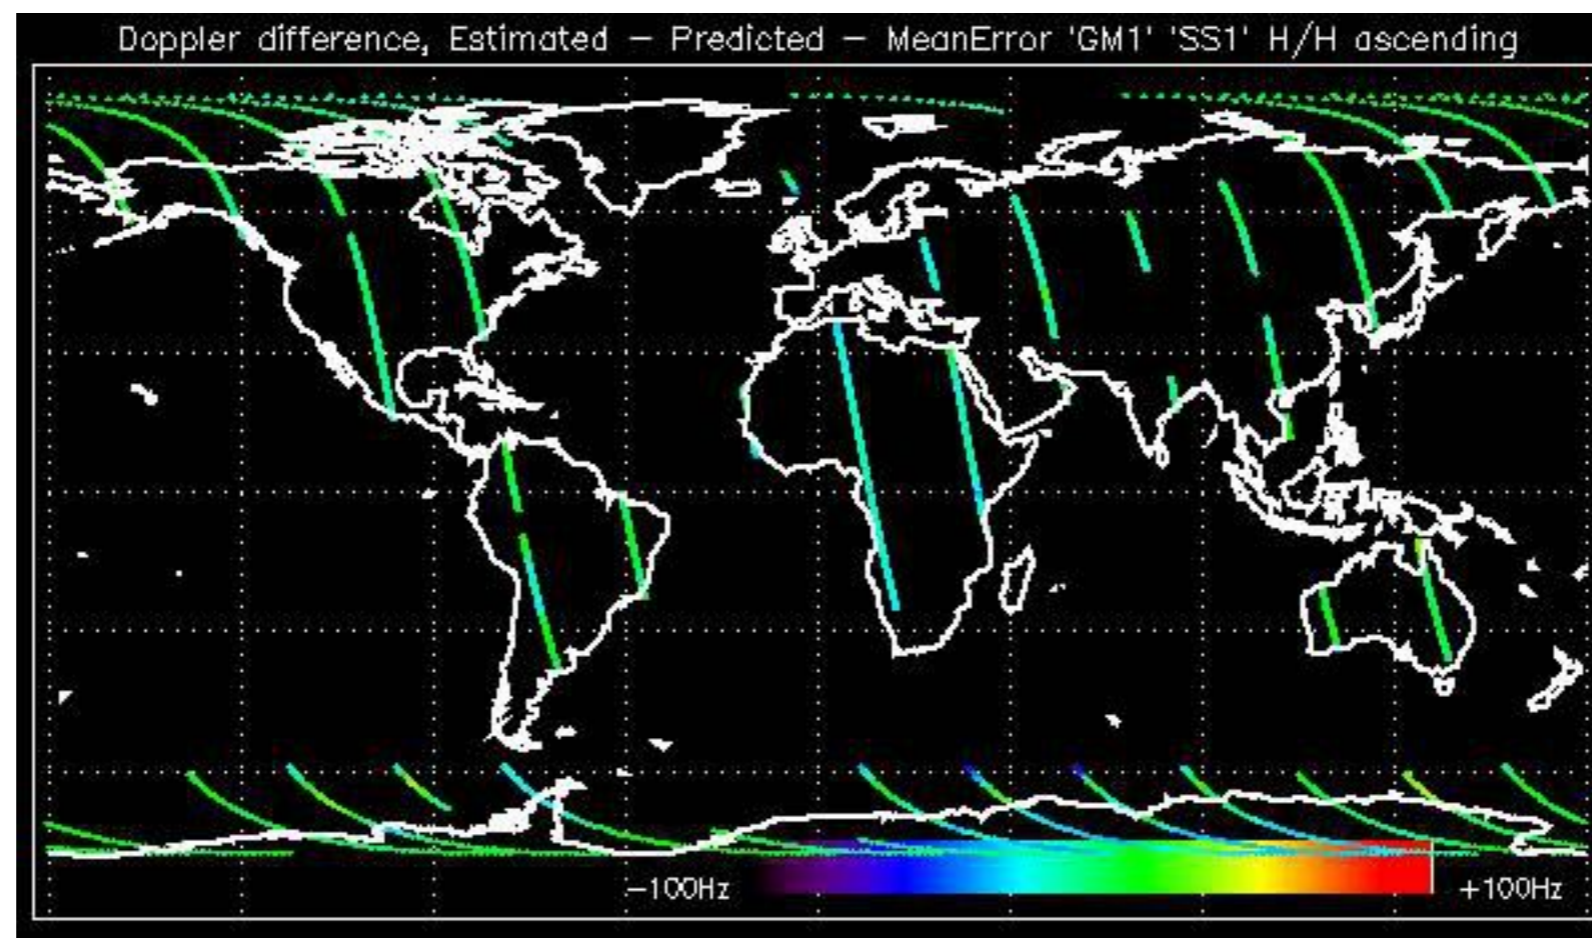 Doppler difference, Estimated – Predicted – MeanError 'GM1' 'SS1' H/H ascending
–100Hz
+100Hz